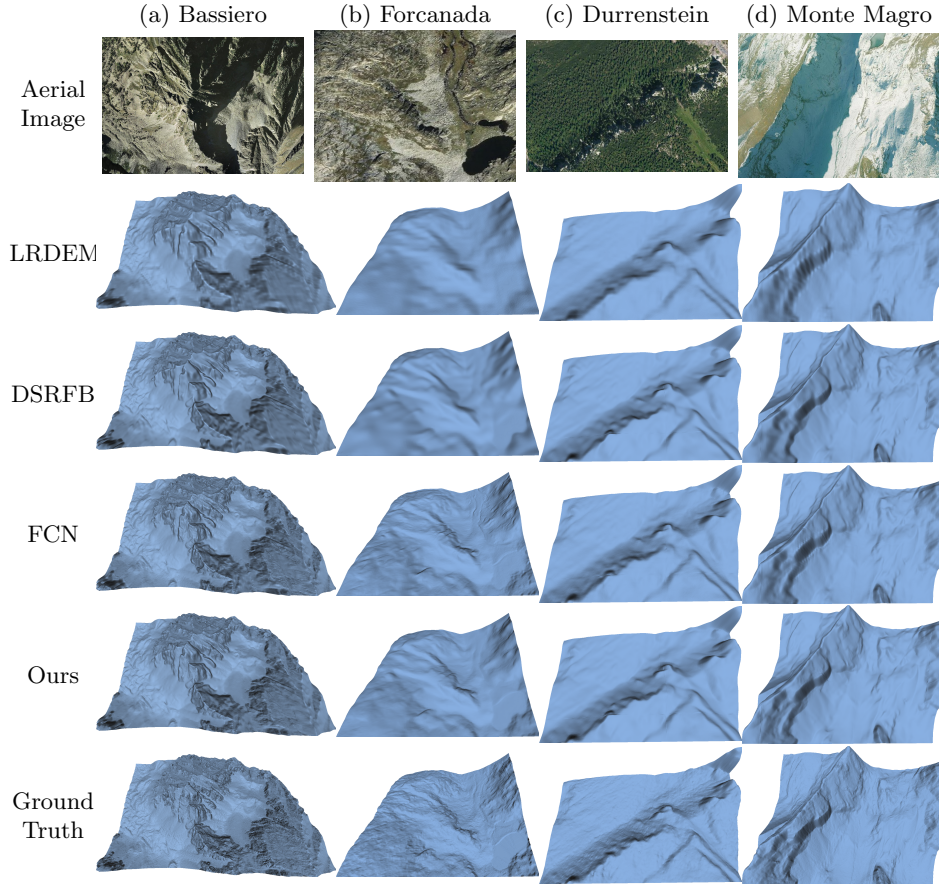 (a) Bassiero (b) Forcanada (c) Durrenstein (d) Monte Magro
Aerial
Image
LRDEM
DSRFB
FCN
Ours
Ground
Truth